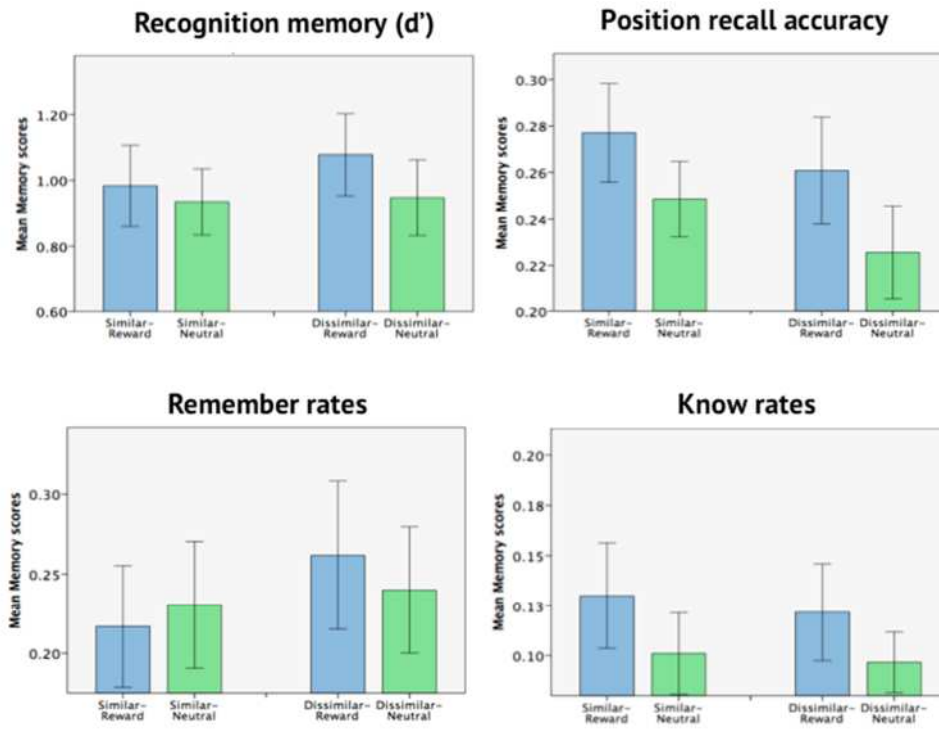 Recognition memory (d’)
Mean Memory scores
1.20
1.00
0.80
0.60
Similar–
Reward
Similar–
Neutral
Dissimilar–
Reward
Dissimilar–
Neutral
Position recall accuracy
Mean Memory scores
0.30
0.28
0.26
0.24
0.22
0.20
Similar–
Reward
Similar–
Neutral
Dissimilar–
Reward
Dissimilar–
Neutral
Remember rates
Mean Memory scores
0.30
0.25
0.20
Similar–
Reward
Similar–
Neutral
Dissimilar–
Reward
Dissimilar–
Neutral
Know rates
Mean Memory scores
0.20
0.18
0.15
0.13
0.10
Similar–
Reward
Similar–
Neutral
Dissimilar–
Reward
Dissimilar–
Neutral